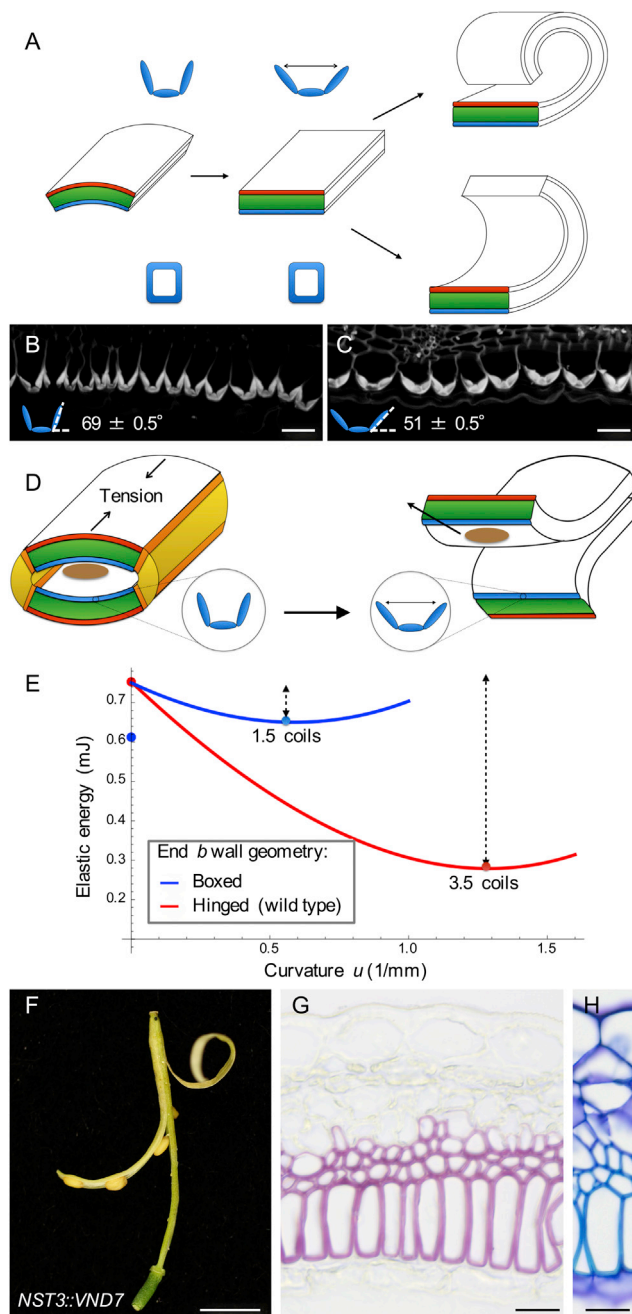 A
B
69 ± 0.5°
C
51 ± 0.5°
D
Tension
E
Elastic energy (mJ)
0.7
0.6
0.5
0.4
0.3
0.2
1.5 coils
3.5 coils
End b wall geometry:
Boxed
Hinged (wild type)
0.5
1.0
1.5
Curvature u (1/mm)
F
NST3::VND7
G
H